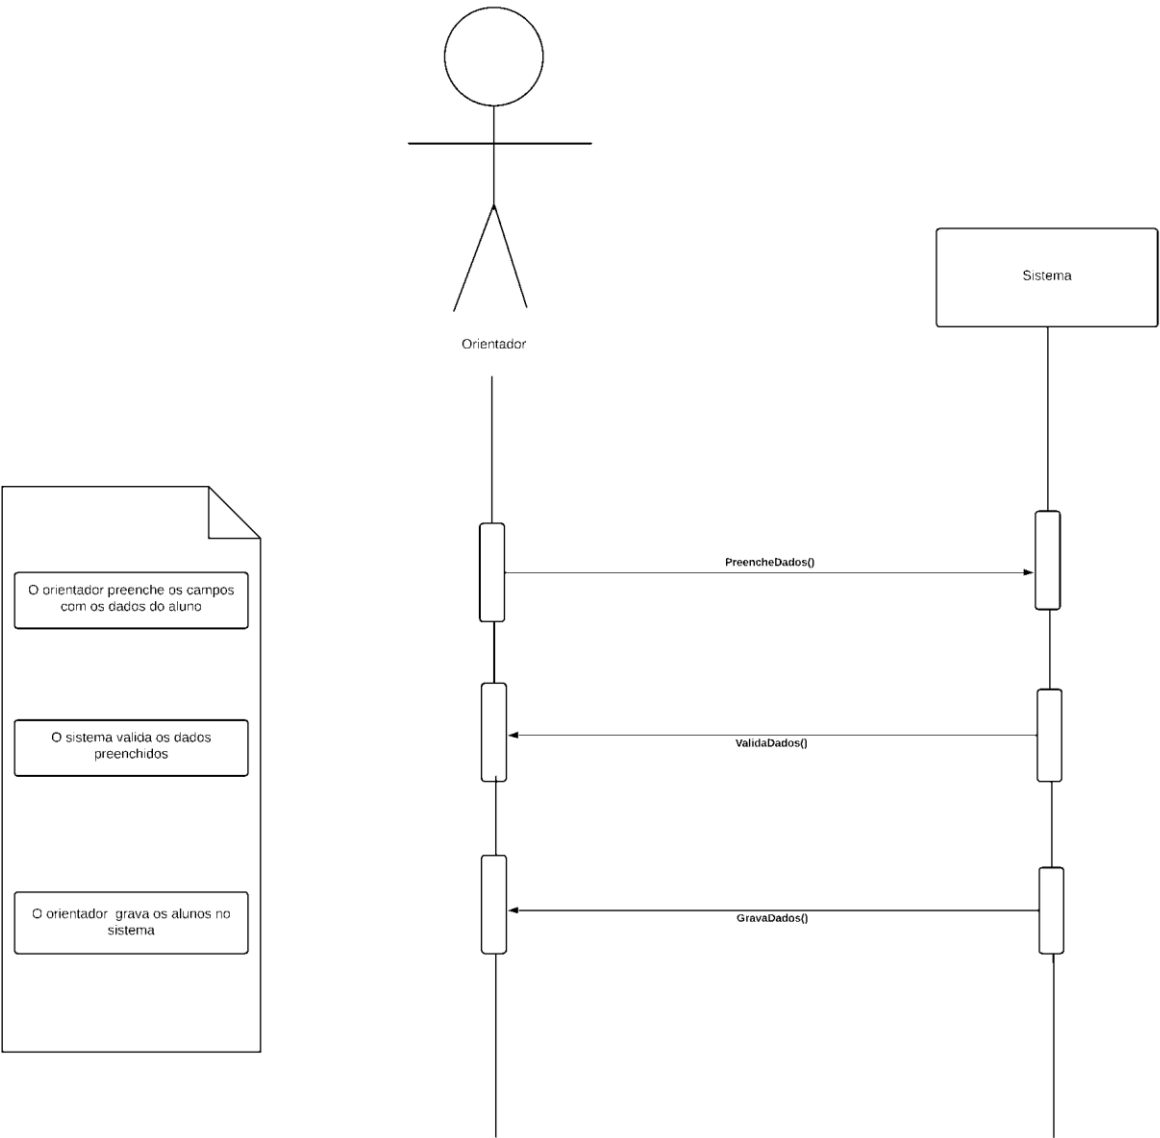 Sistema
Orientador
O orientador preenche os campos
com os dados do aluno
PreencheDados()
O sistema valida os dados
preenchidos
ValidaDados()
O orientador  grava os alunos no
sistema
GravaDados()